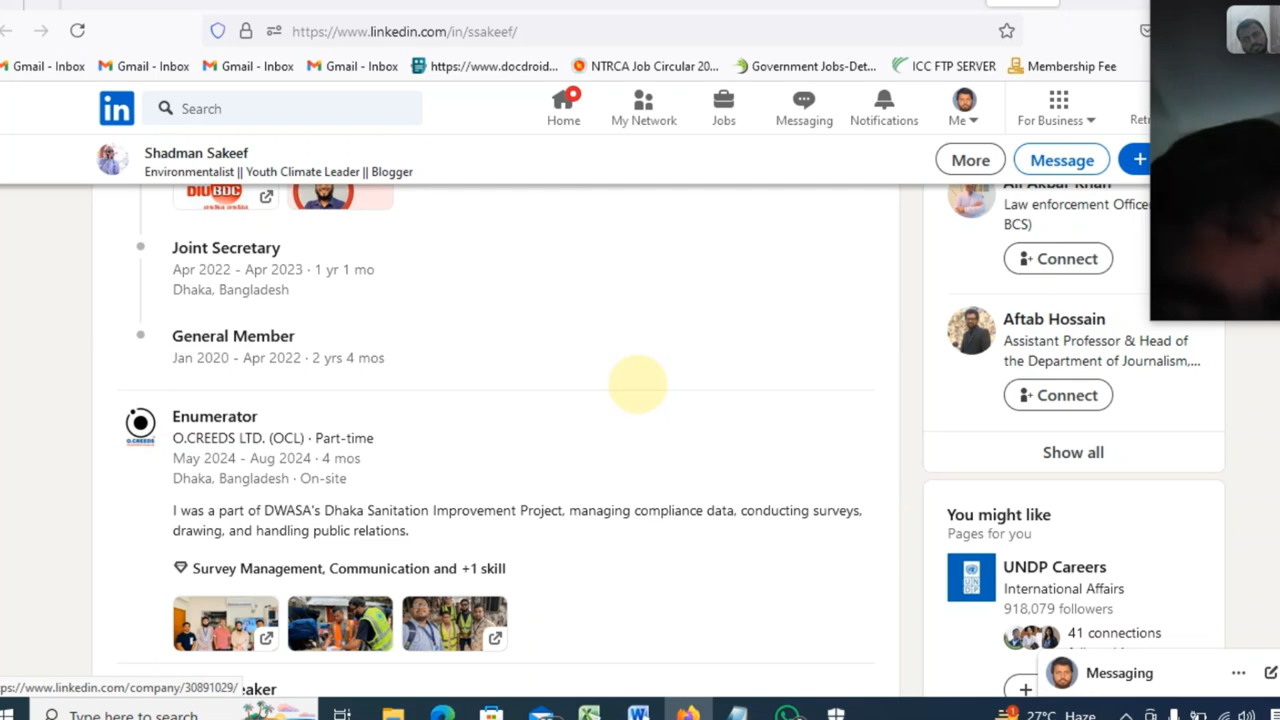 https://www.linkedin.com/in/ssakeef/
Gmail - Inbox
Gmail - Inbox
Gmail - Inbox
Gmail - Inbox
https://www.docdroid...
NTRCA Job Circular 20...
Government Jobs-Det...
ICC FTP SERVER
Membership Fee
in
Search
Home
My Network
Jobs
Messaging
Notifications
Me
For Business
Shadman Sakeef
Environmentalist || Youth Climate Leader || Blogger
More
Message
DIUBDC
Joint Secretary
Apr 2022 - Apr 2023 · 1 yr 1 mo
Dhaka, Bangladesh
General Member
Jan 2020 - Apr 2022 · 2 yrs 4 mos
Enumerator
O.CREEDS LTD. (OCL) · Part-time
May 2024 - Aug 2024 · 4 mos
Dhaka, Bangladesh · On-site
I was a part of DWASA's Dhaka Sanitation Improvement Project, managing compliance data, conducting surveys,
drawing, and handling public relations.
Survey Management, Communication and +1 skill
eaker
ps://www.linkedin.com/company/30891029/
Ali Akbar Khan
Law enforcement Office
BCS)
Connect
Aftab Hossain
Assistant Professor & Head of
the Department of Journalism,...
Connect
Show all
You might like
Pages for you
UNDP Careers
International Affairs
918,079 followers
41 connections
Messaging
Type here to search
27°C Haze